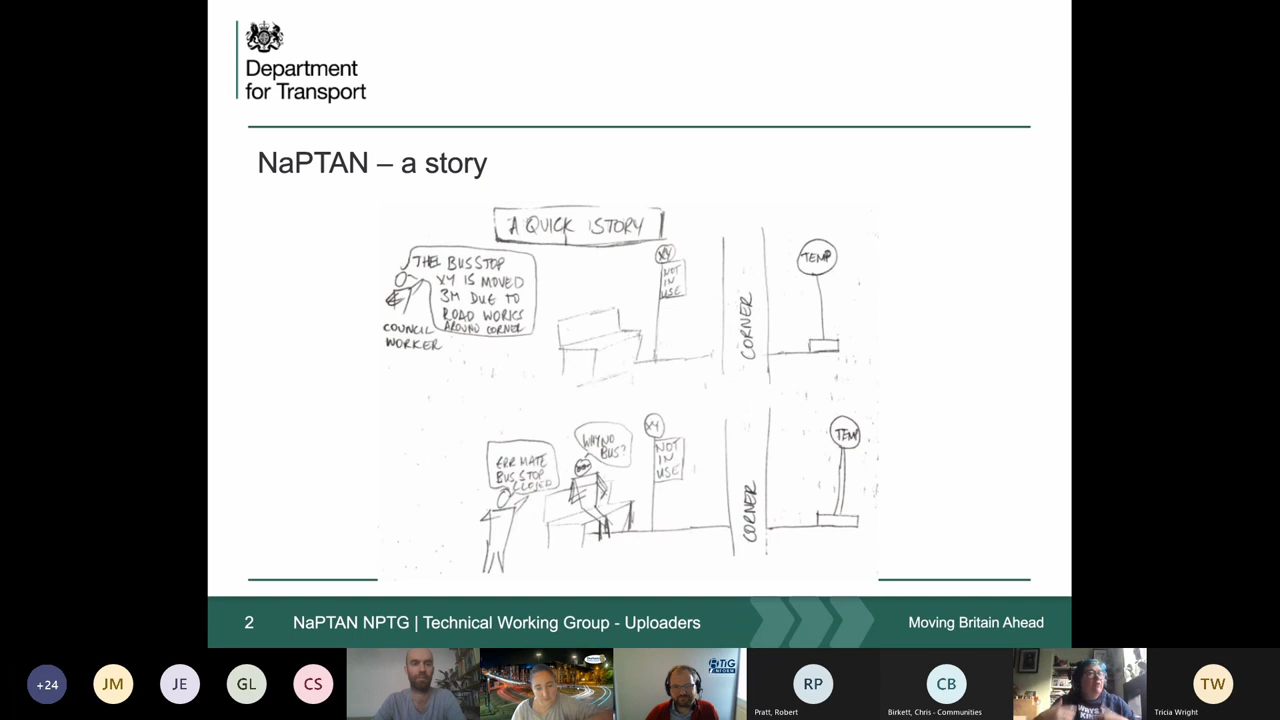 Department
for Transport
NaPTAN – a story
A QUICK STORY
THE BUS STOP
XY IS MOVED
3M DUE TO
ROAD WORKS
AROUND CORNER
COUNCIL
WORKER
XY
NOT
IN
USE
CORNER
TEMP
ERR MATE
BUS STOP
CLOSED
WHY NO
BUS?
XY
NOT
IN
USE
CORNER
TEMP
2
NaPTAN NPTG | Technical Working Group - Uploaders
Moving Britain Ahead
+24
JM
JE
GL
CS
HTIG
RP
Pratt, Robert
CB
Birkett, Chris - Communities
TW
Tricia Wright